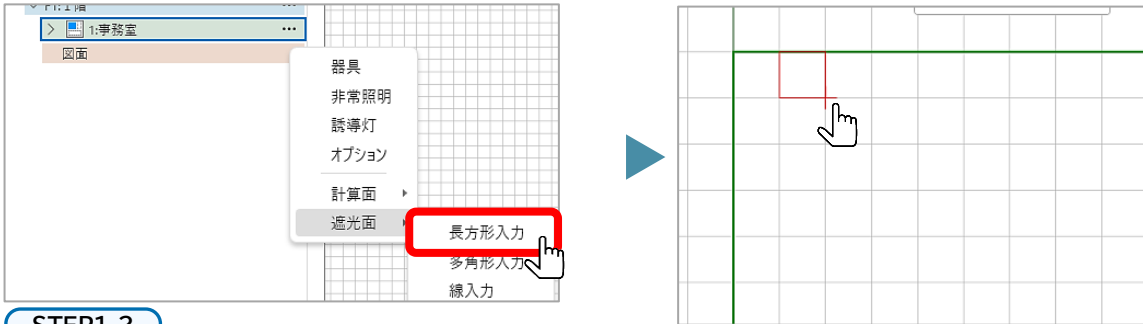 F1:1階 ...
1:事務室 ...
図面
器具
非常照明
誘導灯
オプション
計算面
遮光面
長方形入力
多角形入力
線入力
STEP1-2